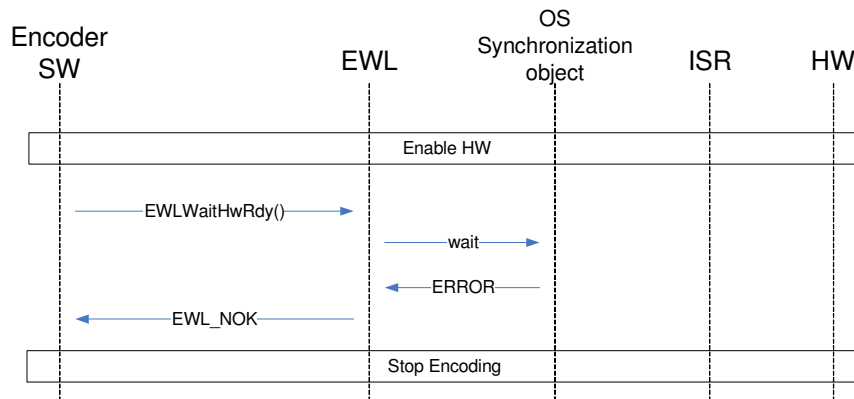 Encoder
SW
EWL
OS
Synchronization
object
ISR
HW
Enable HW
EWLWaitHwRdy()
wait
ERROR
EWL_NOK
Stop Encoding